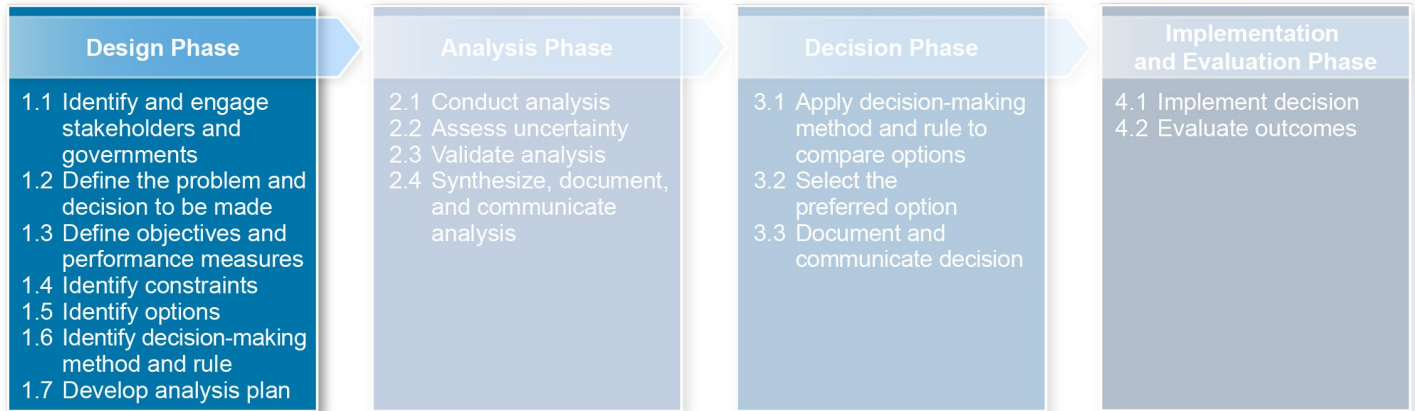 Design Phase
1.1 Identify and engage
stakeholders and
governments
1.2 Define the problem and
decision to be made
1.3 Define objectives and
performance measures
1.4 Identify constraints
1.5 Identify options
1.6 Identify decision-making
method and rule
1.7 Develop analysis plan
Analysis Phase
2.1 Conduct analysis
2.2 Assess uncertainty
2.3 Validate analysis
2.4 Synthesize, document,
and communicate
analysis
Decision Phase
3.1 Apply decision-making
method and rule to
compare options
3.2 Select the
preferred option
3.3 Document and
communicate decision
Implementation
and Evaluation Phase
4.1 Implement decision
4.2 Evaluate outcomes